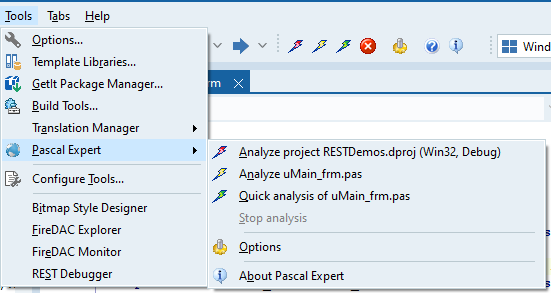 Tools Tabs Help
Options...
Template Libraries...
GetIt Package Manager...
Build Tools...
Translation Manager
Pascal Expert
Configure Tools...
Bitmap Style Designer
FireDAC Explorer
FireDAC Monitor
REST Debugger
Windo
rm
Analyze project RESTDemos.dproj (Win32, Debug)
Analyze uMain_frm.pas
Quick analysis of uMain_frm.pas
Stop analysis
Options
About Pascal Expert